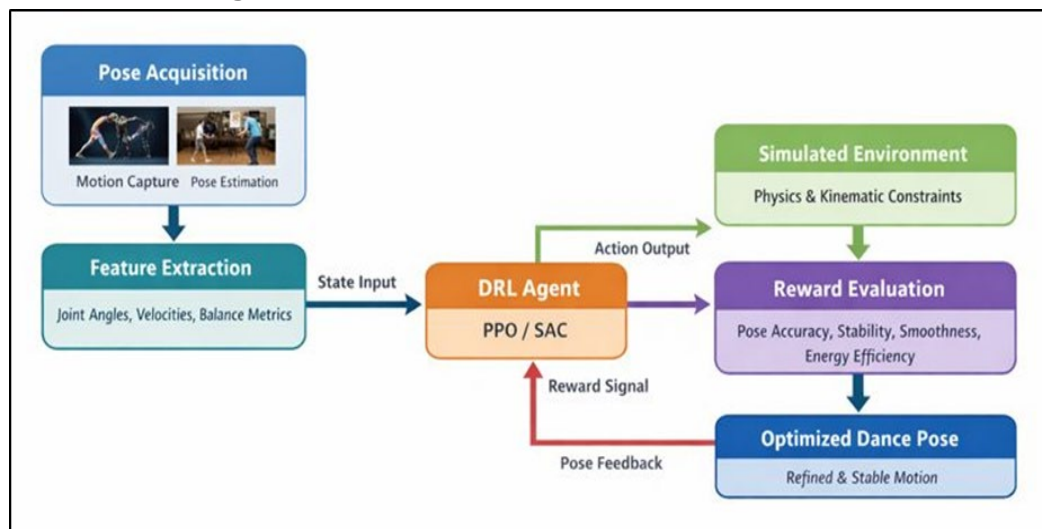 Pose Acquisition
Motion Capture
Pose Estimation
Feature Extraction
Joint Angles, Velocities, Balance Metrics
State Input
DRL Agent
PPO / SAC
Action Output
Simulated Environment
Physics & Kinematic Constraints
Reward Evaluation
Pose Accuracy, Stability, Smoothness,
Energy Efficiency
Reward Signal
Pose Feedback
Optimized Dance Pose
Refined & Stable Motion